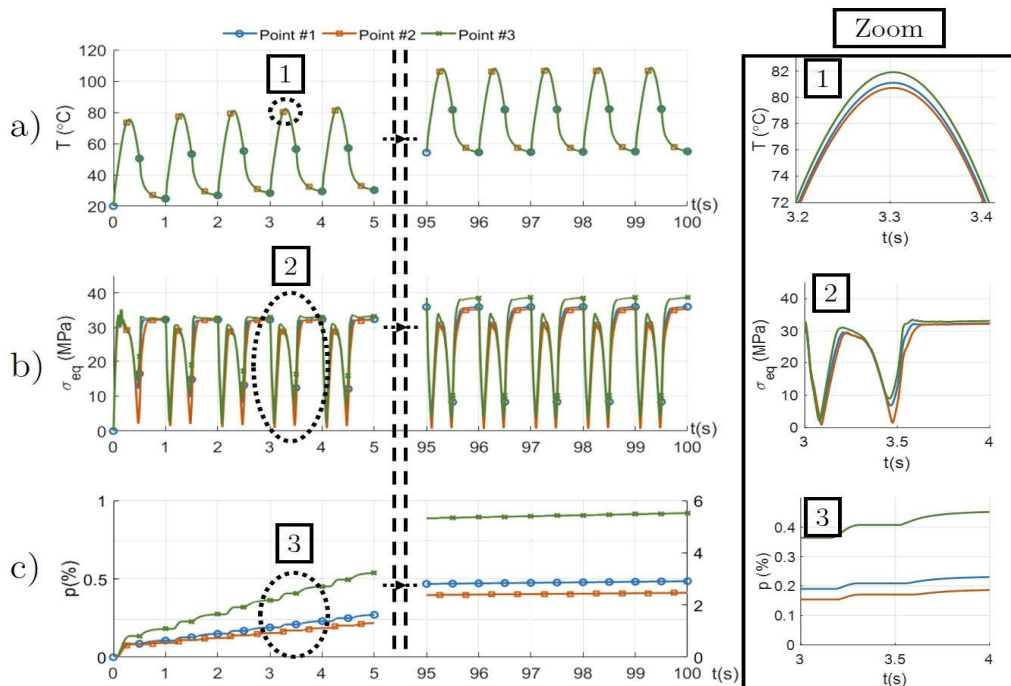 Point #1 Point #2 Point #3
Zoom
a)
T (°C)
120
100
80
60
40
20
0 1 2 3 4 5 t(s)
95 96 97 98 99 100 t(s)
1
1
T (°C)
82
80
78
76
74
72
3.2 3.3 3.4
t(s)
b)
σeq (MPa)
40
30
20
10
0
0 1 2 3 4 5 t(s)
95 96 97 98 99 100 t(s)
2
2
σeq (MPa)
40
30
20
10
0
3 3.5 4
t(s)
c)
p(%)
1
0.5
0
0 1 2 3 4 5
6
4
2
0
95 96 97 98 99 100
t(s)
3
3
p (%)
0.4
0.3
0.2
0.1
0
3 3.5 4
t(s)